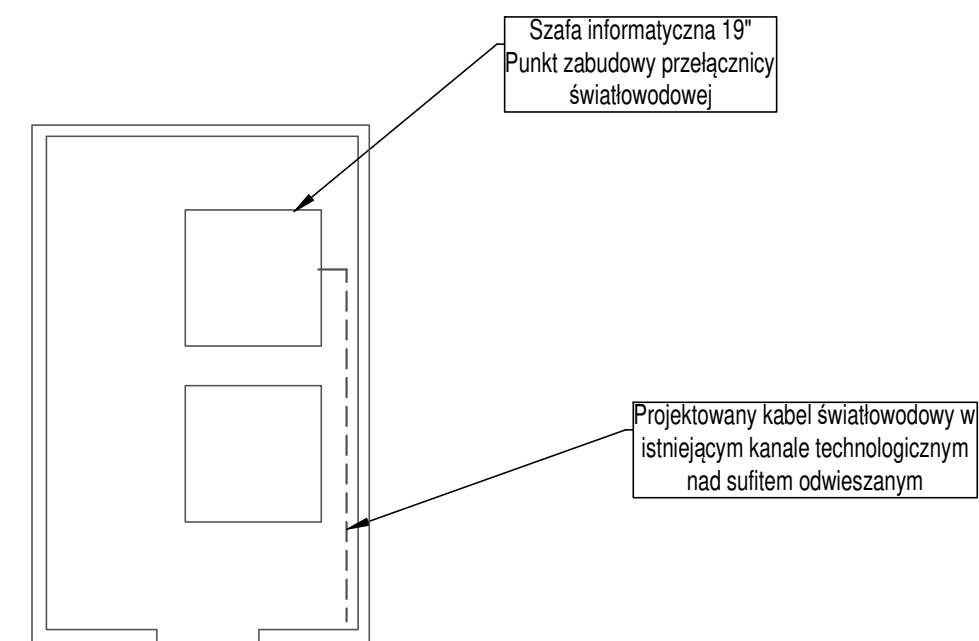 Szafa informatyczna 19"
Punkt zabudowy przełącznicy
światłowodowej
Projektowany kabel światłowodowy w
istniejącym kanale technologicznym
nad sufitem odwieszanym